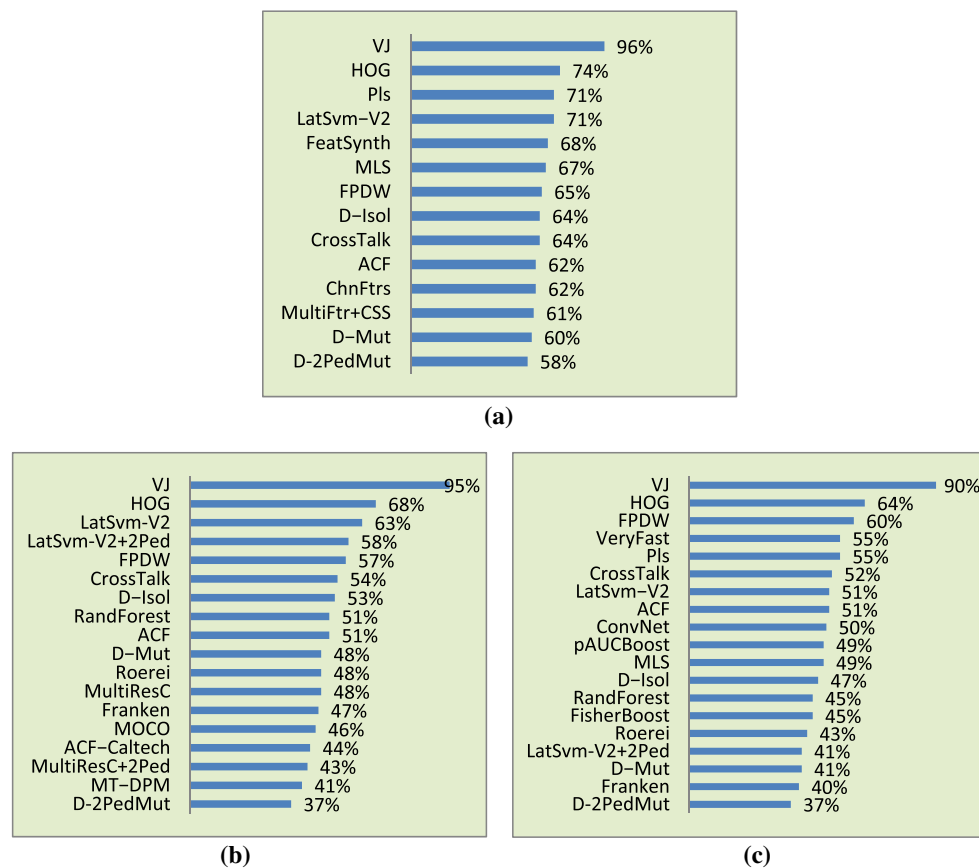 VJ 96%
HOG 74%
Pls 71%
LatSvm−V2 71%
FeatSynth 68%
MLS 67%
FPDW 65%
D−Isol 64%
CrossTalk 64%
ACF 62%
ChnFtrs 62%
MultiFtr+CSS 61%
D−Mut 60%
D-2PedMut 58%
(a)
VJ 95%
HOG 68%
LatSvm-V2 63%
LatSvm-V2+2Ped 58%
FPDW 57%
CrossTalk 54%
D-Isol 53%
RandForest 51%
ACF 51%
D-Mut 48%
Roerei 48%
MultiResC 48%
Franken 47%
MOCO 46%
ACF−Caltech 44%
MultiResC+2Ped 43%
MT−DPM 41%
D-2PedMut 37%
(b)
VJ 90%
HOG 64%
FPDW 60%
VeryFast 55%
Pls 55%
CrossTalk 52%
LatSvm−V2 51%
ACF 51%
ConvNet 50%
pAUCBoost 49%
MLS 49%
D−Isol 47%
RandForest 45%
FisherBoost 45%
Roerei 43%
LatSvm−V2+2Ped 41%
D−Mut 41%
Franken 40%
D-2PedMut 37%
(c)